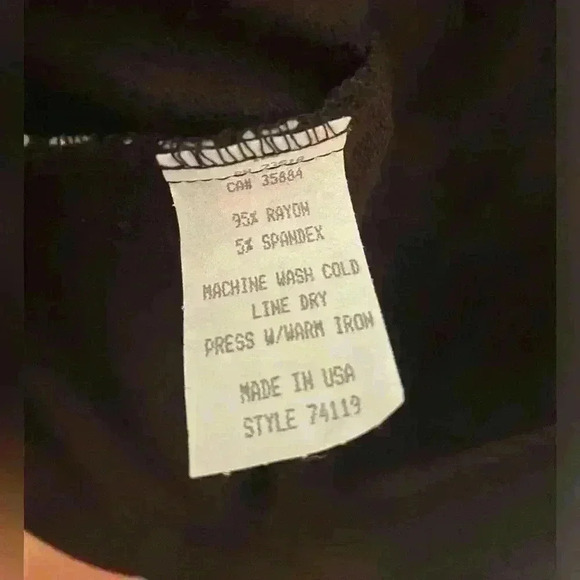 CA# 35884
95% RAYON
5% SPANDEX
MACHINE WASH COLD
LINE DRY
PRESS W/WARM IRON
MADE IN USA
STYLE 74119